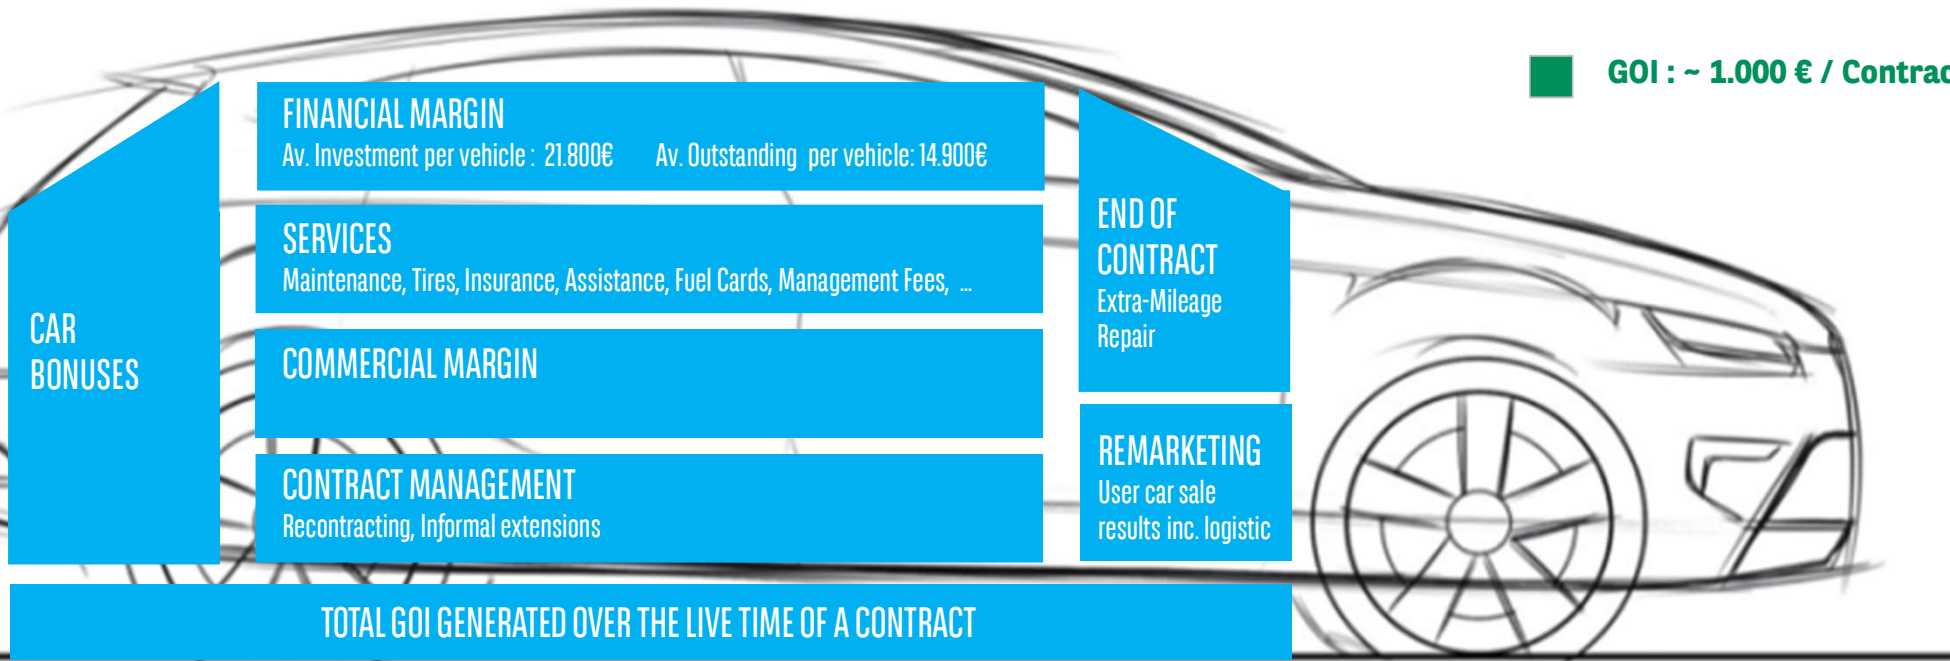 GOI : ~ 1.000 € /
FINANCIAL MARGIN
Av. Investment per vehicle : 21.800€ Av. Outstanding per vehicle: 14.900€
SERVICES
Maintenance, Tires, Insurance, Assistance, Fuel Cards, Management Fees, ...
COMMERCIAL MARGIN
CONTRACT MANAGEMENT
Recontracting, Informal extensions
CAR
BONUSES
END OF
CONTRACT
Extra-Mileage
Repair
REMARKETING
User car sale
results inc. logistic
TOTAL GOI GENERATED OVER THE LIVE TIME OF A CONTRACT